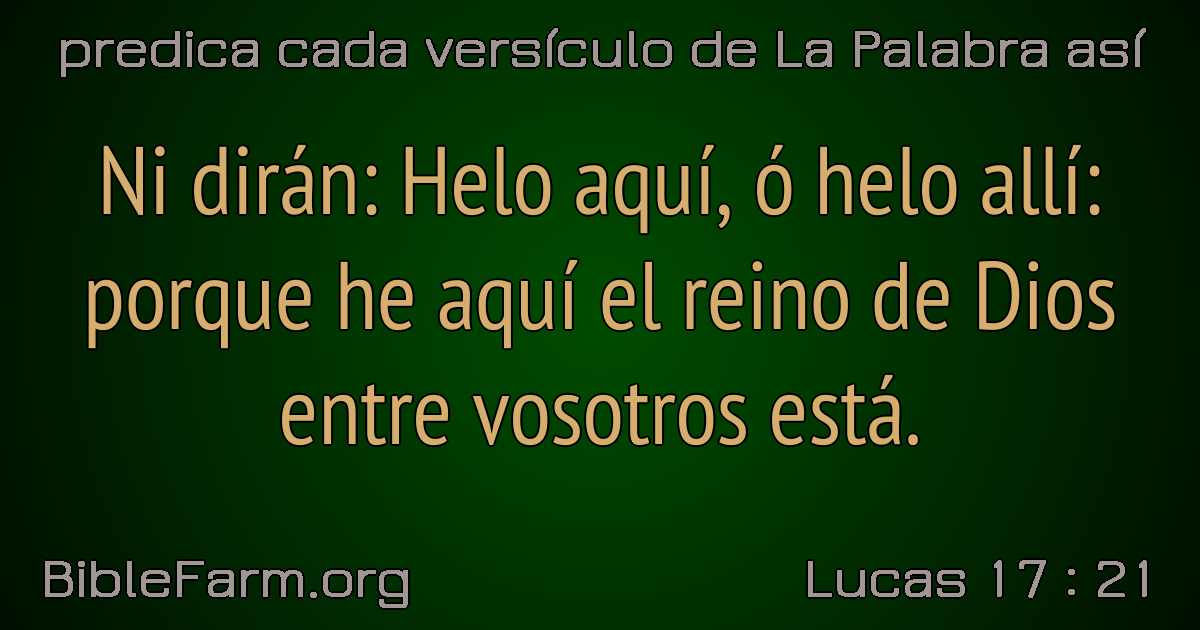 predica cada versículo de La Palabra así
Ni dirán: Helo aquí, ó helo allí:
porque he aquí el reino de Dios
entre vosotros está.
BibleFarm.org
Lucas 17 : 21